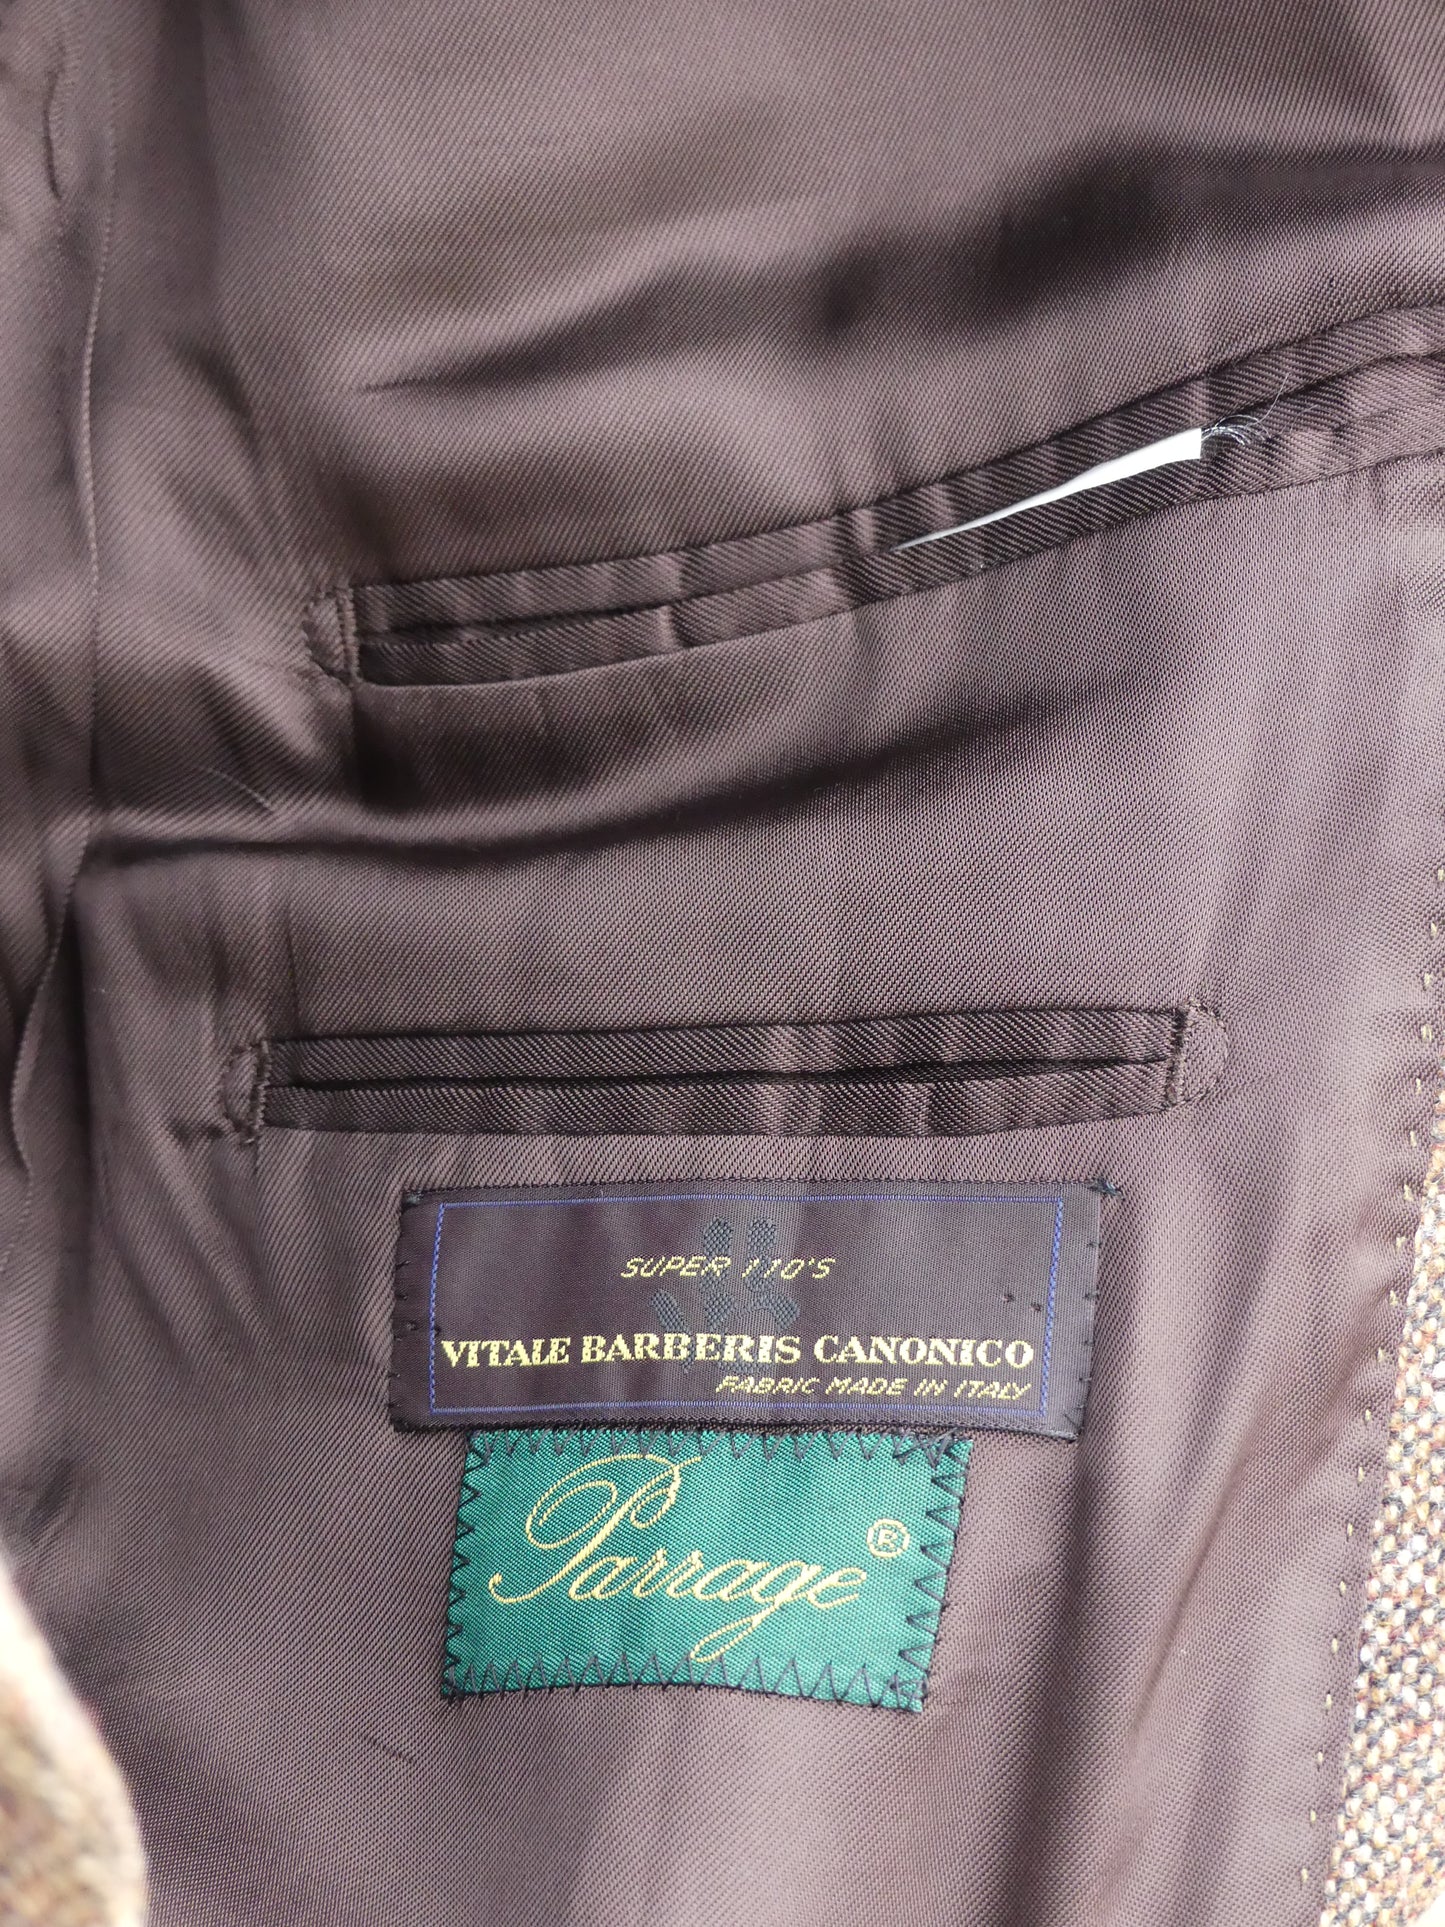 SUPER 110'S
VITALE BARBERIS CANONICO
FABRIC MADE IN ITALY
Parrage ®